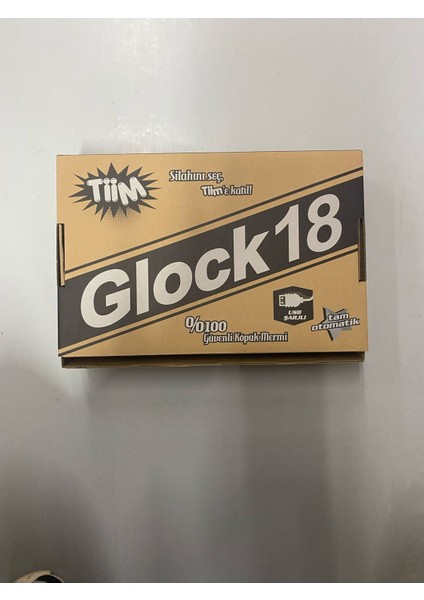 TiiM
Silahını seç,
Tiim'e katıl!
Glock18
%100
Güvenli Köpük Mermi
USB
ŞARJLI
tam
otomatik